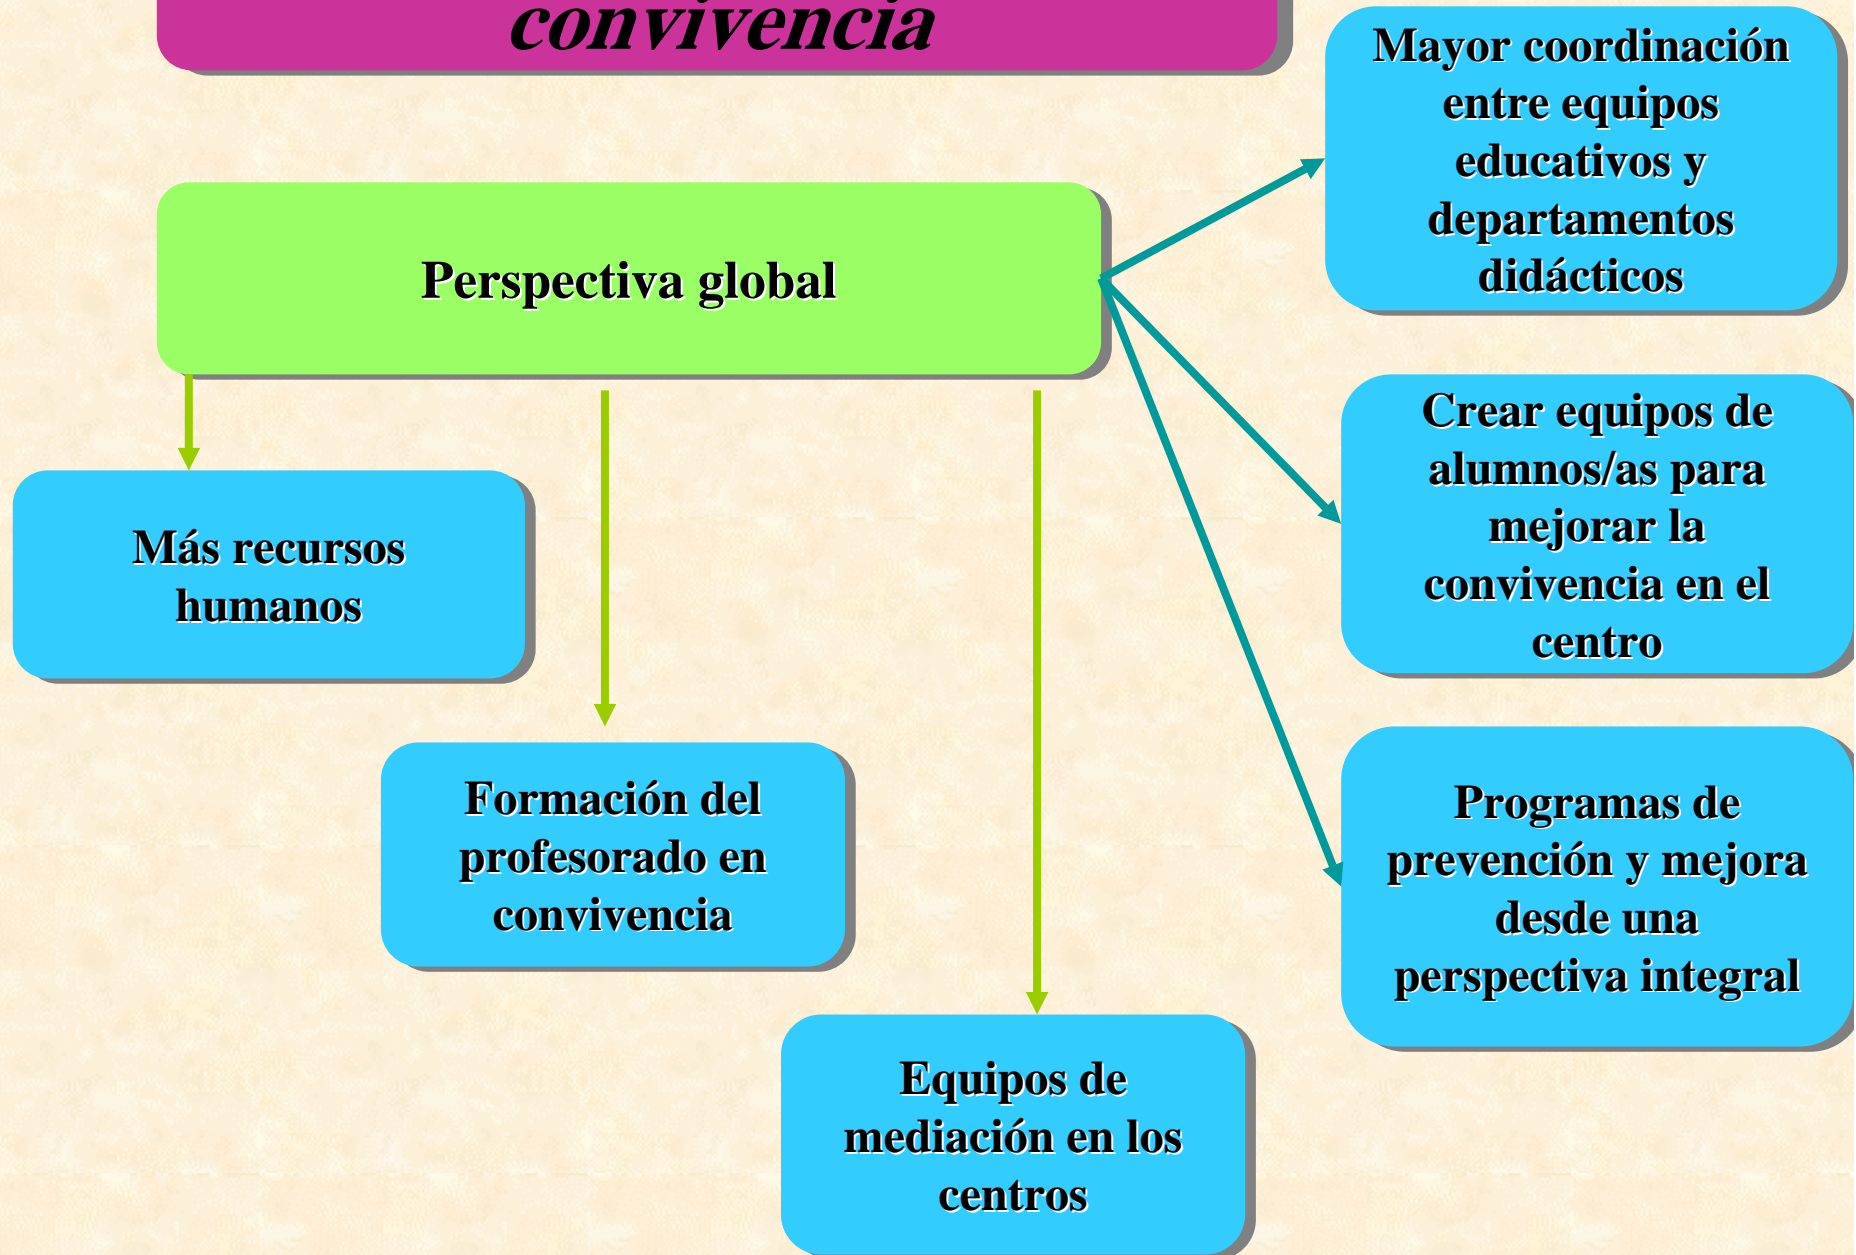 convivencia
Perspectiva global
Más recursos
humanos
Formación del
profesorado en
convivencia
Equipos de
mediación en los
centros
Mayor coordinación
entre equipos
educativos y
departamentos
didácticos
Crear equipos de
alumnos/as para
mejorar la
convivencia en el
centro
Programas de
prevención y mejora
desde una
perspectiva integral